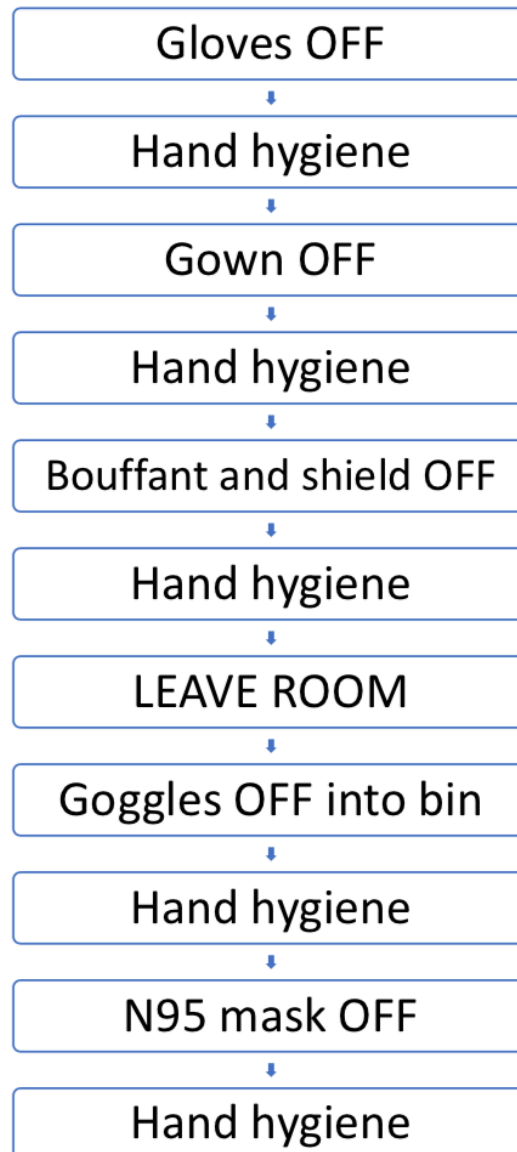 Gloves OFF
Hand hygiene
Gown OFF
Hand hygiene
Bouffant and shield OFF
Hand hygiene
LEAVE ROOM
Goggles OFF into bin
Hand hygiene
N95 mask OFF
Hand hygiene